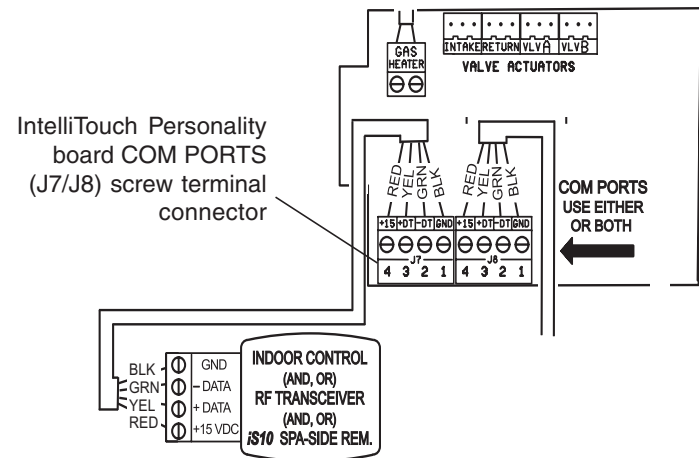 INTAKE RETURN VLVA VLVB
VALVE ACTUATORS
GAS
HEATER
IntelliTouch Personality
board COM PORTS
(J7/J8) screw terminal
connector
RED YEL GRN BLK
RED YEL GRN BLK
COM PORTS
USE EITHER
OR BOTH
+15 +DT -DT GND
J7
4 3 2 1
+15 +DT -DT GND
J8
4 3 2 1
BLK GND
GRN – DATA
YEL + DATA
RED +15 VDC
INDOOR CONTROL
(AND, OR)
RF TRANSCEIVER
(AND, OR)
iS10 SPA-SIDE REM.